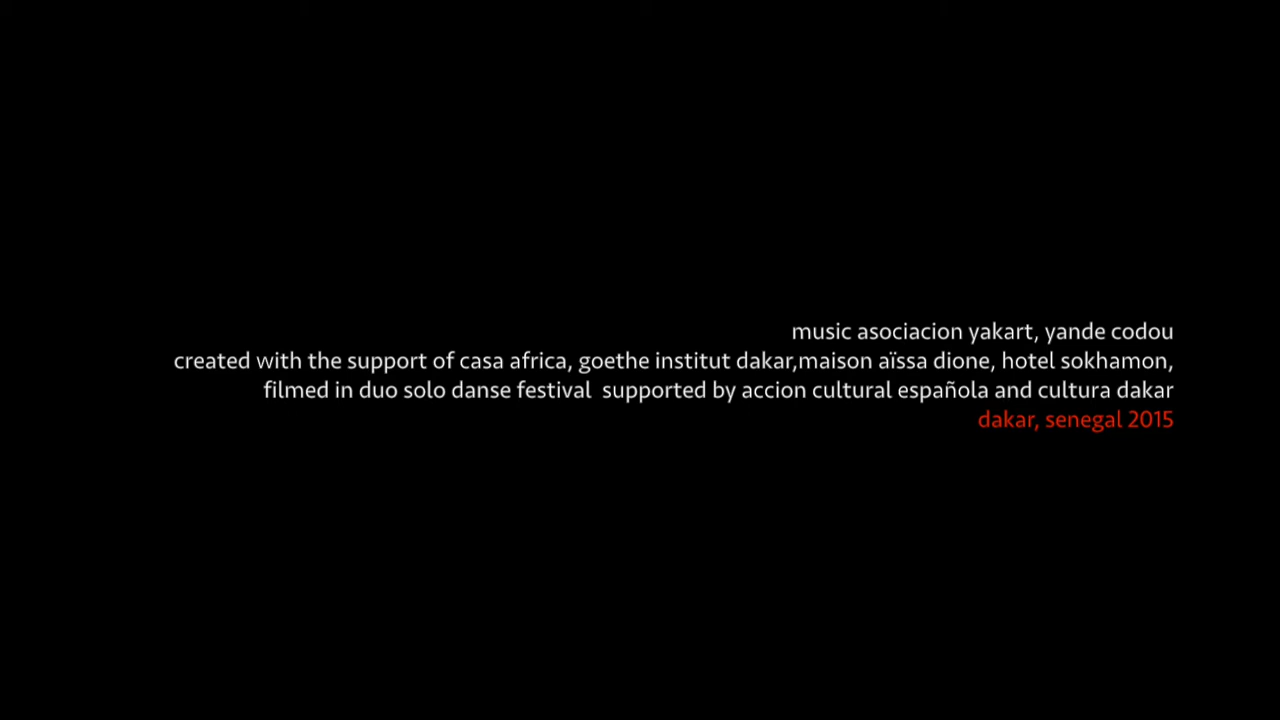 music asociacion yakart, yande codou
created with the support of casa africa, goethe institut dakar,maison aïssa dione, hotel sokhamon,
filmed in duo solo danse festival  supported by accion cultural española and cultura dakar
dakar, senegal 2015